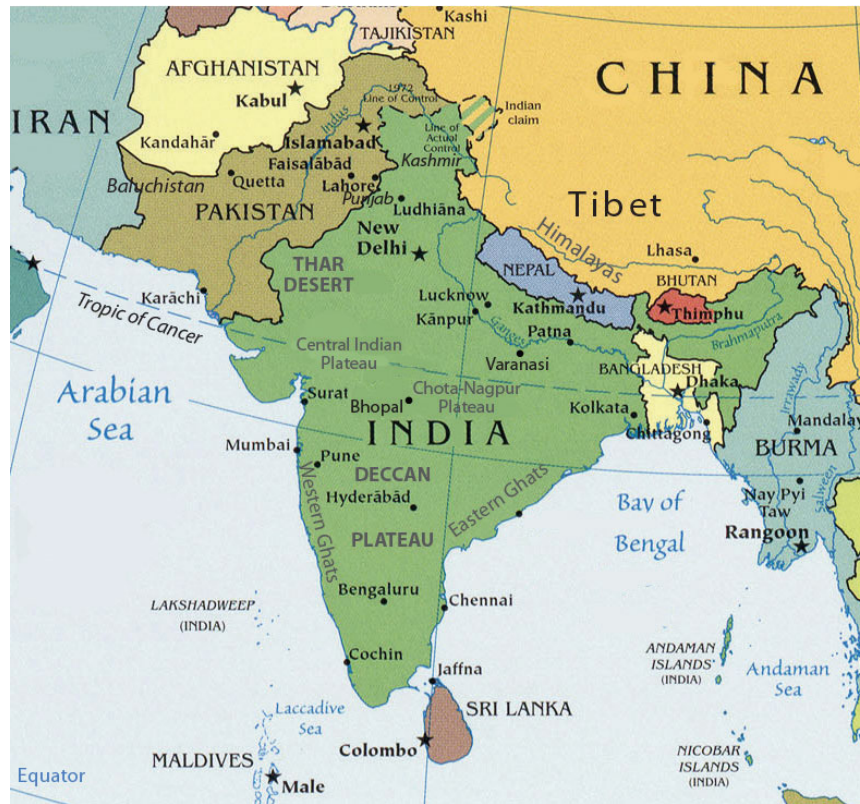 Kashi
TAJIKISTAN
AFGHANISTAN
Kabul
CHINA
1972
Line of Control
Indian
claim
IRAN
Kandahār
Indus
Islamabad
Line of
Actual
Control
Faisalābād
Kashmir
Baluchistan
Quetta
Lahore
Punjab
PAKISTAN
Ludhiāna
Tibet
New
Delhi
Himalayas
Lhasa
THAR
DESERT
NEPAL
BHUTAN
Karāchi
Lucknow
Kathmandu
Thimphu
Tropic of Cancer
Kānpur
Patna
Ganges
Brahmaputra
Central Indian
Plateau
Varanasi
BANGLADESH
Dhaka
Arabian
Sea
Surat
Bhopal
Chota-Nagpur
Plateau
Kolkata
Irrawady
Mandalay
INDIA
Chittagong
Mumbai
Pune
BURMA
DECCAN
Western Ghats
Hyderābād
Eastern Ghats
Bay of
Bengal
Nay Pyi
Taw
Salween
PLATEAU
Rangoon
Bengaluru
LAKSHADWEEP
(INDIA)
Chennai
Cochin
Jaffna
ANDAMAN
ISLANDS
(INDIA)
Andaman
Sea
Laccadive
Sea
SRI LANKA
MALDIVES
Colombo
NICOBAR
ISLANDS
(INDIA)
Equator
Male